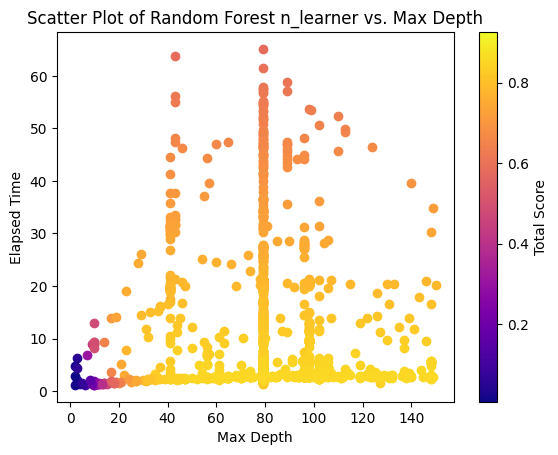 Scatter Plot of Random Forest n_learner vs. Max Depth
60
50
40
30
20
10
0
Elapsed Time
0 20 40 60 80 100 120 140
Max Depth
0.8
0.6
0.4
0.2
Total Score